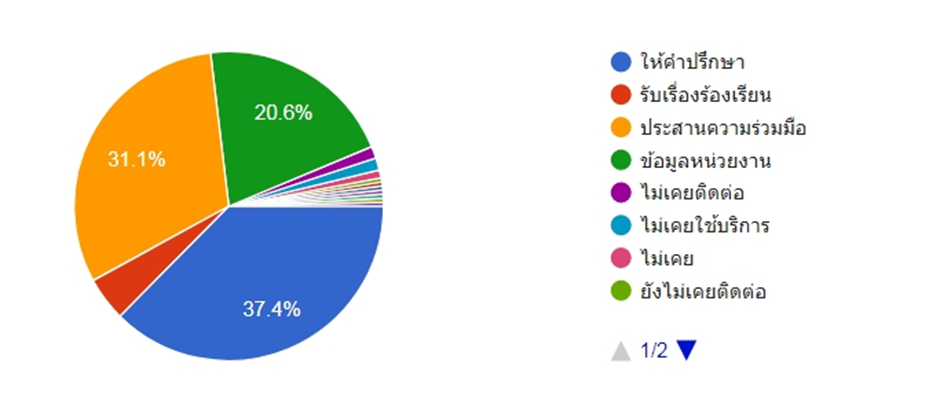 ให้คำปรึกษา
รับเรื่องร้องเรียน
20.6%
ประสานความร่วมมือ
31.1%
ข้อมูลหน่วยงาน
ไม่เคยติดต่อ
ไม่เคยใช้บริการ
ไม่เคย
ยังไม่เคยติดต่อ
37.4%
1/2